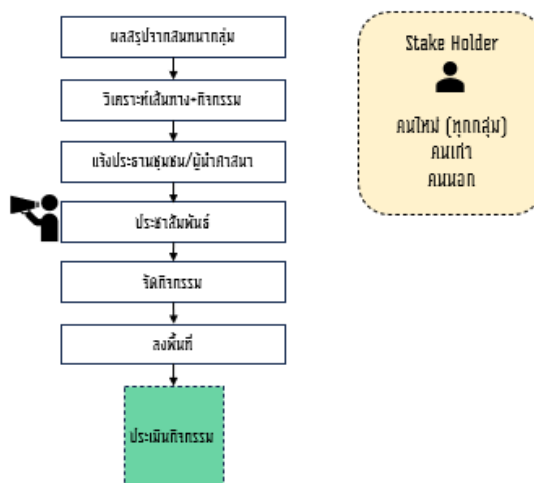 ผลสรุปจากสนทนากลุ่ม
วิเคราะห์เส้นทาง+กิจกรรม
แจ้งประธานชุมชน/ผู้นำศาสนา
ประชาสัมพันธ์
จัดกิจกรรม
ลงพื้นที่
ประเมินกิจกรรม
Stake Holder
คนใหม่ (ทุกกลุ่ม)
คนเก่า
คนนอก